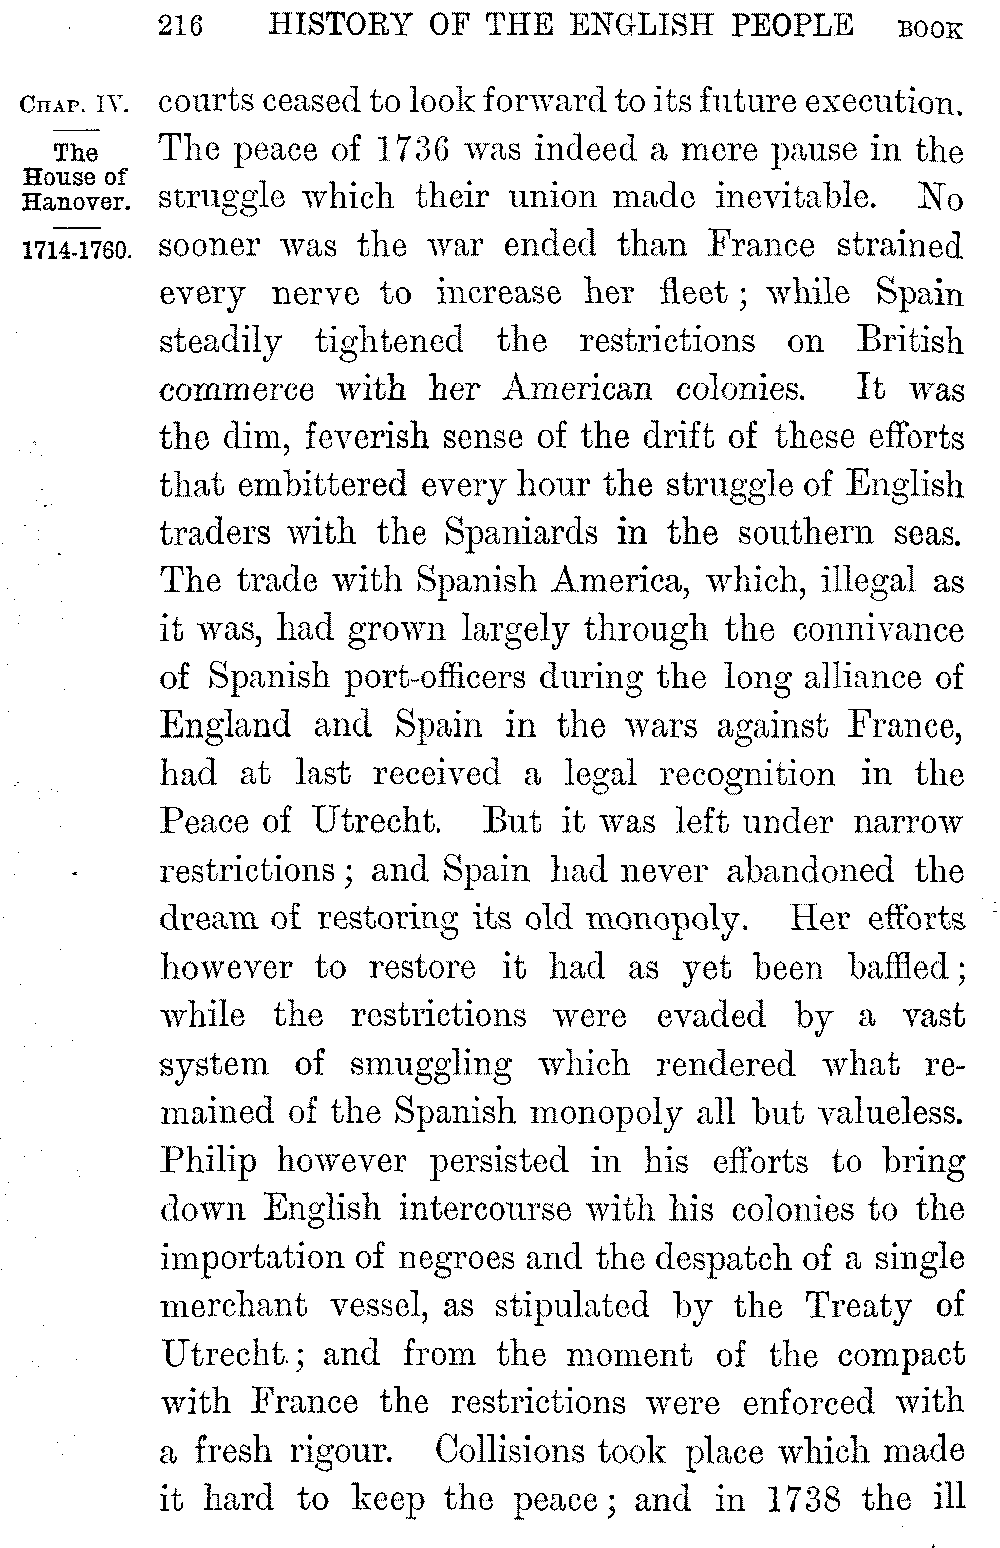 216 HISTORY OF THE ENGLISH PEOPLE BOOK
CHAP. IV.
The
House of
Hanover.
1714-1760.
courts ceased to look forward to its future execution.
The peace of 1736 was indeed a mere pause in the
struggle which their union made inevitable. No
sooner was the war ended than France strained
every nerve to increase her fleet; while Spain
steadily tightened the restrictions on British
commerce with her American colonies. It was
the dim, feverish sense of the drift of these efforts
that embittered every hour the struggle of English
traders with the Spaniards in the southern seas.
The trade with Spanish America, which, illegal as
it was, had grown largely through the connivance
of Spanish port-officers during the long alliance of
England and Spain in the wars against France,
had at last received a legal recognition in the
Peace of Utrecht. But it was left under narrow
restrictions; and Spain had never abandoned the
dream of restoring its old monopoly. Her efforts
however to restore it had as yet been baffled;
while the restrictions were evaded by a vast
system of smuggling which rendered what re-
mained of the Spanish monopoly all but valueless.
Philip however persisted in his efforts to bring
down English intercourse with his colonies to the
importation of negroes and the despatch of a single
merchant vessel, as stipulated by the Treaty of
Utrecht; and from the moment of the compact
with France the restrictions were enforced with
a fresh rigour. Collisions took place which made
it hard to keep the peace; and in 1738 the ill